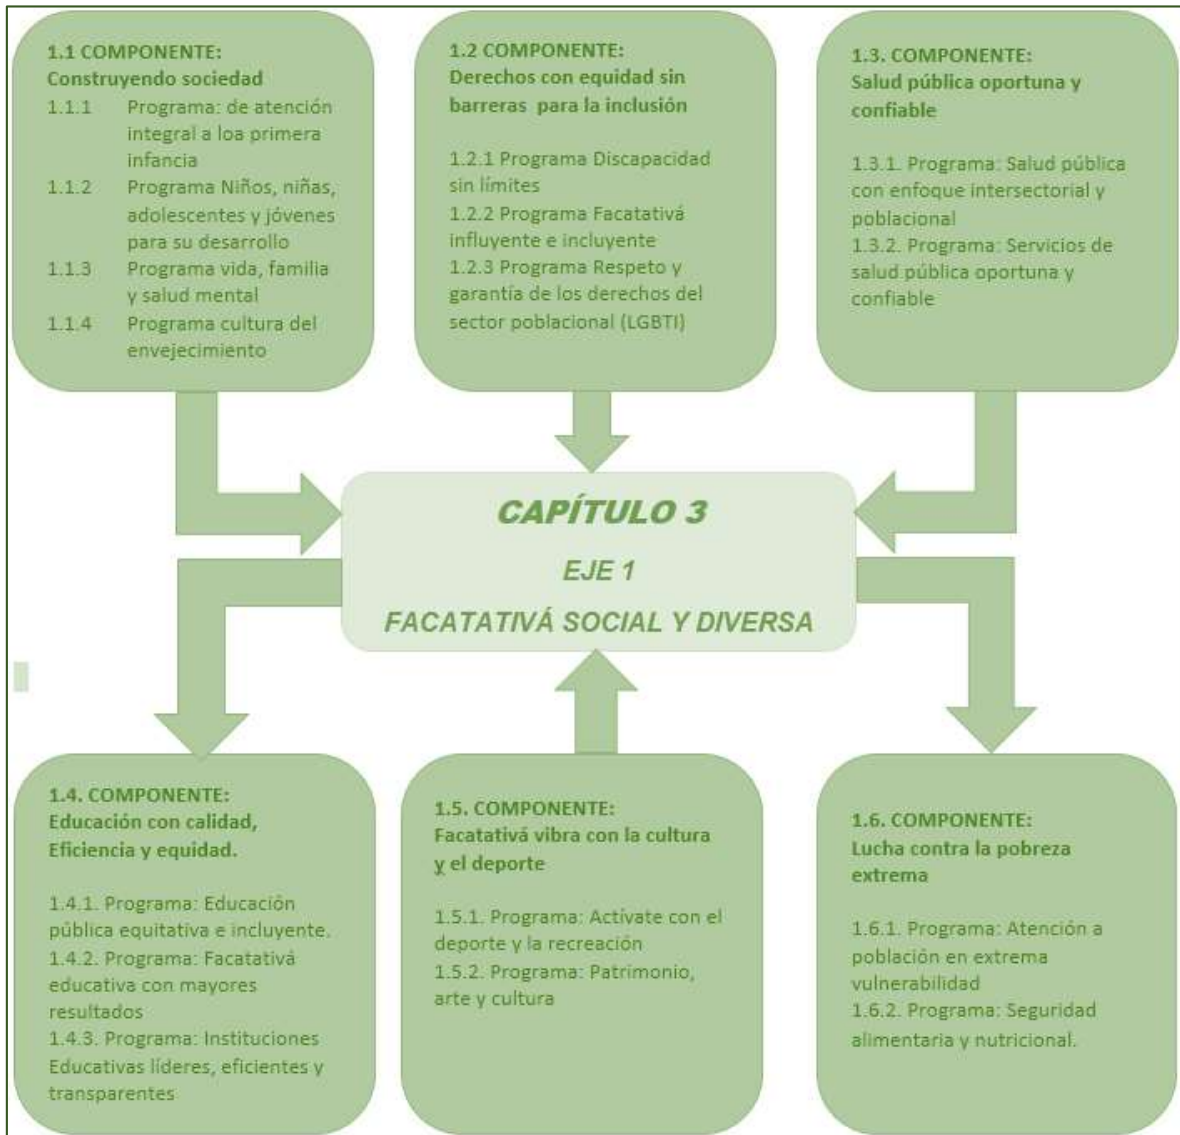 1.1 COMPONENTE:
Construyendo sociedad
1.1.1 Programa: de atención
integral a loa primera
infancia
1.1.2 Programa Niños, niñas,
adolescentes y jóvenes
para su desarrollo
1.1.3 Programa vida, familia
y salud mental
1.1.4 Programa cultura del
envejecimiento
1.2 COMPONENTE:
Derechos con equidad sin
barreras para la inclusión
1.2.1 Programa Discapacidad
sin límites
1.2.2 Programa Facatativá
influyente e incluyente
1.2.3 Programa Respeto y
garantía de los derechos del
sector poblacional (LGBTI)
1.3. COMPONENTE:
Salud pública oportuna y
confiable
1.3.1. Programa: Salud pública
con enfoque intersectorial y
poblacional
1.3.2. Programa: Servicios de
salud pública oportuna y
confiable
CAPÍTULO 3
EJE 1
FACATATIVÁ SOCIAL Y DIVERSA
1.4. COMPONENTE:
Educación con calidad,
Eficiencia y equidad.
1.4.1. Programa: Educación
pública equitativa e incluyente.
1.4.2. Programa: Facatativá
educativa con mayores
resultados
1.4.3. Programa: Instituciones
Educativas líderes, eficientes y
transparentes
1.5. COMPONENTE:
Facatativá vibra con la cultura
y el deporte
1.5.1. Programa: Actívate con el
deporte y la recreación
1.5.2. Programa: Patrimonio,
arte y cultura
1.6. COMPONENTE:
Lucha contra la pobreza
extrema
1.6.1. Programa: Atención a
población en extrema
vulnerabilidad
1.6.2. Programa: Seguridad
alimentaria y nutricional.